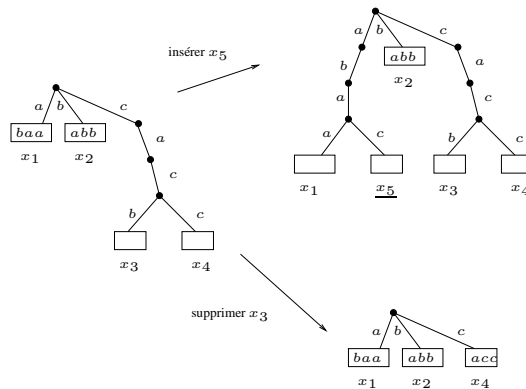 insérer x5
a b c
baa abb
x1 x2
a
c
b c
x3 x4
a b c
abb
x2
b a
a c
a c b c
x1 x5 x3 x4
supprimer x3
a b c
baa abb acc
x1 x2 x4